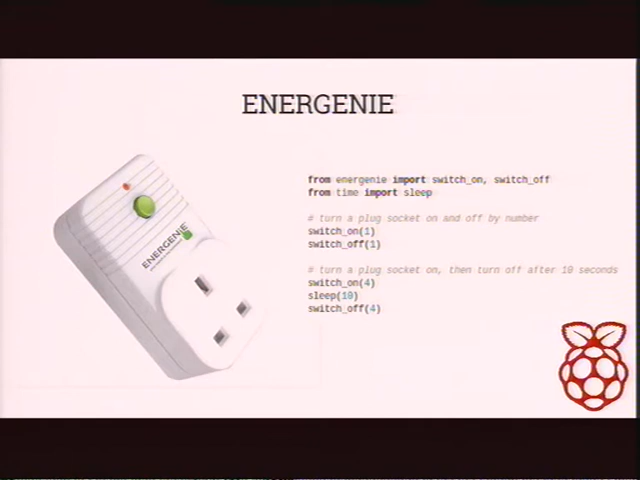 ENERGENIE
from energenie import switch_on, switch_off
from time import sleep
# turn a plug socket on and off by number
switch_on(1)
switch_off(1)
# turn a plug socket on, then turn off after 10 seconds
switch_on(4)
sleep(10)
switch_off(4)
ENERGENIE